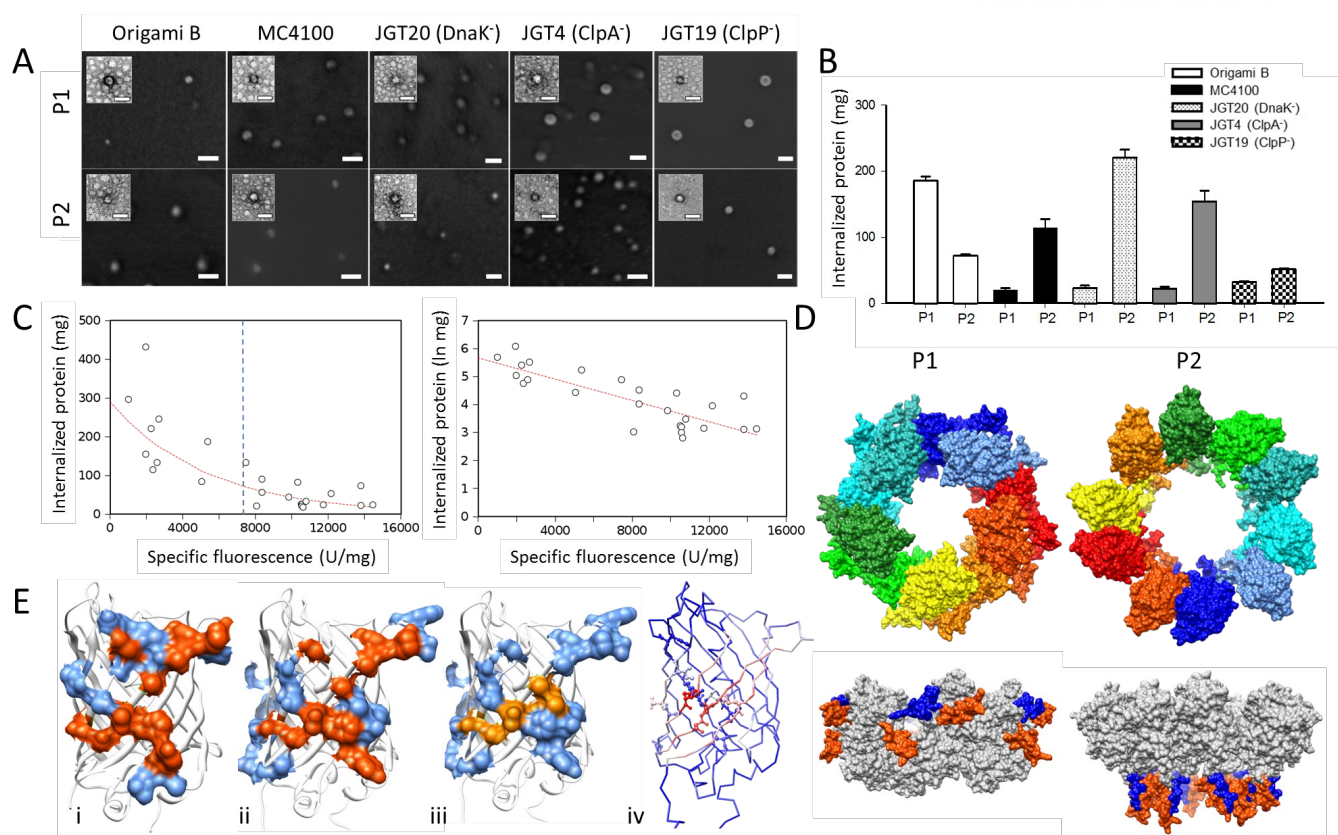 Origami B MC4100 JGT20 (DnaK-) JGT4 (ClpA-) JGT19 (ClpP-)
A
P1
P2
B
Origami B
MC4100
JGT20 (DnaK-)
JGT4 (ClpA-)
JGT19 (ClpP-)
Internalized protein (mg)
300
200
100
0
P1 P2 P1 P2 P1 P2 P1 P2 P1 P2
C
Internalized protein (mg)
500
400
300
200
100
0
0 4000 8000 12000 16000
Specific fluorescence (U/mg)
Internalized protein (ln mg)
7
6
5
4
3
2
1
0
0 4000 8000 12000 16000
Specific fluorescence (U/mg)
D
P1 P2
E
i ii iii iv